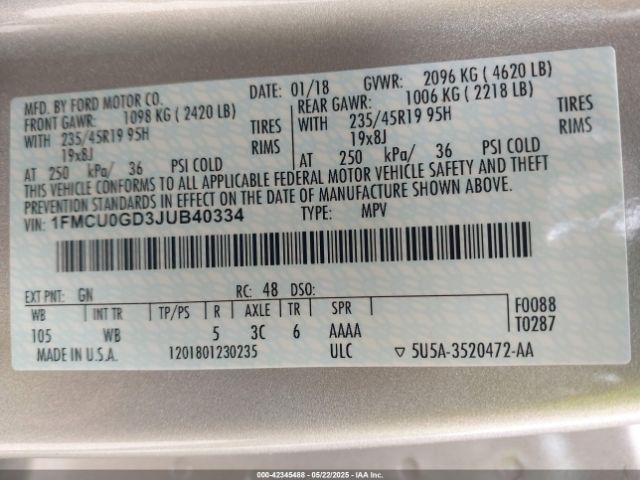 MFD. BY FORD MOTOR CO.
DATE: 01/18 GVWR: 2096 KG ( 4620 LB)
FRONT GAWR: 1098 KG ( 2420 LB)
WITH 235/45R19 95H TIRES
19x8J RIMS
AT 250 kPa/ 36 PSI COLD
REAR GAWR: 1006 KG ( 2218 LB)
WITH 235/45R19 95H TIRES
19x8J RIMS
AT 250 kPa/ 36 PSI COLD
THIS VEHICLE CONFORMS TO ALL APPLICABLE FEDERAL MOTOR VEHICLE SAFETY AND THEFT
PREVENTION STANDARDS IN EFFECT ON THE DATE OF MANUFACTURE SHOWN ABOVE.
VIN: 1FMCU0GD3JUB40334 TYPE: MPV
EXT PNT: GN RC: 48 DSO:
WB INT TR TP/PS R AXLE TR SPR
105 WB 5 3C 6 AAAA
F0088
T0287
MADE IN U.S.A. 1201801230235 ULC ▽ 5U5A-3520472-AA
000-42345488 - 05/22/2025 - IAA Inc.